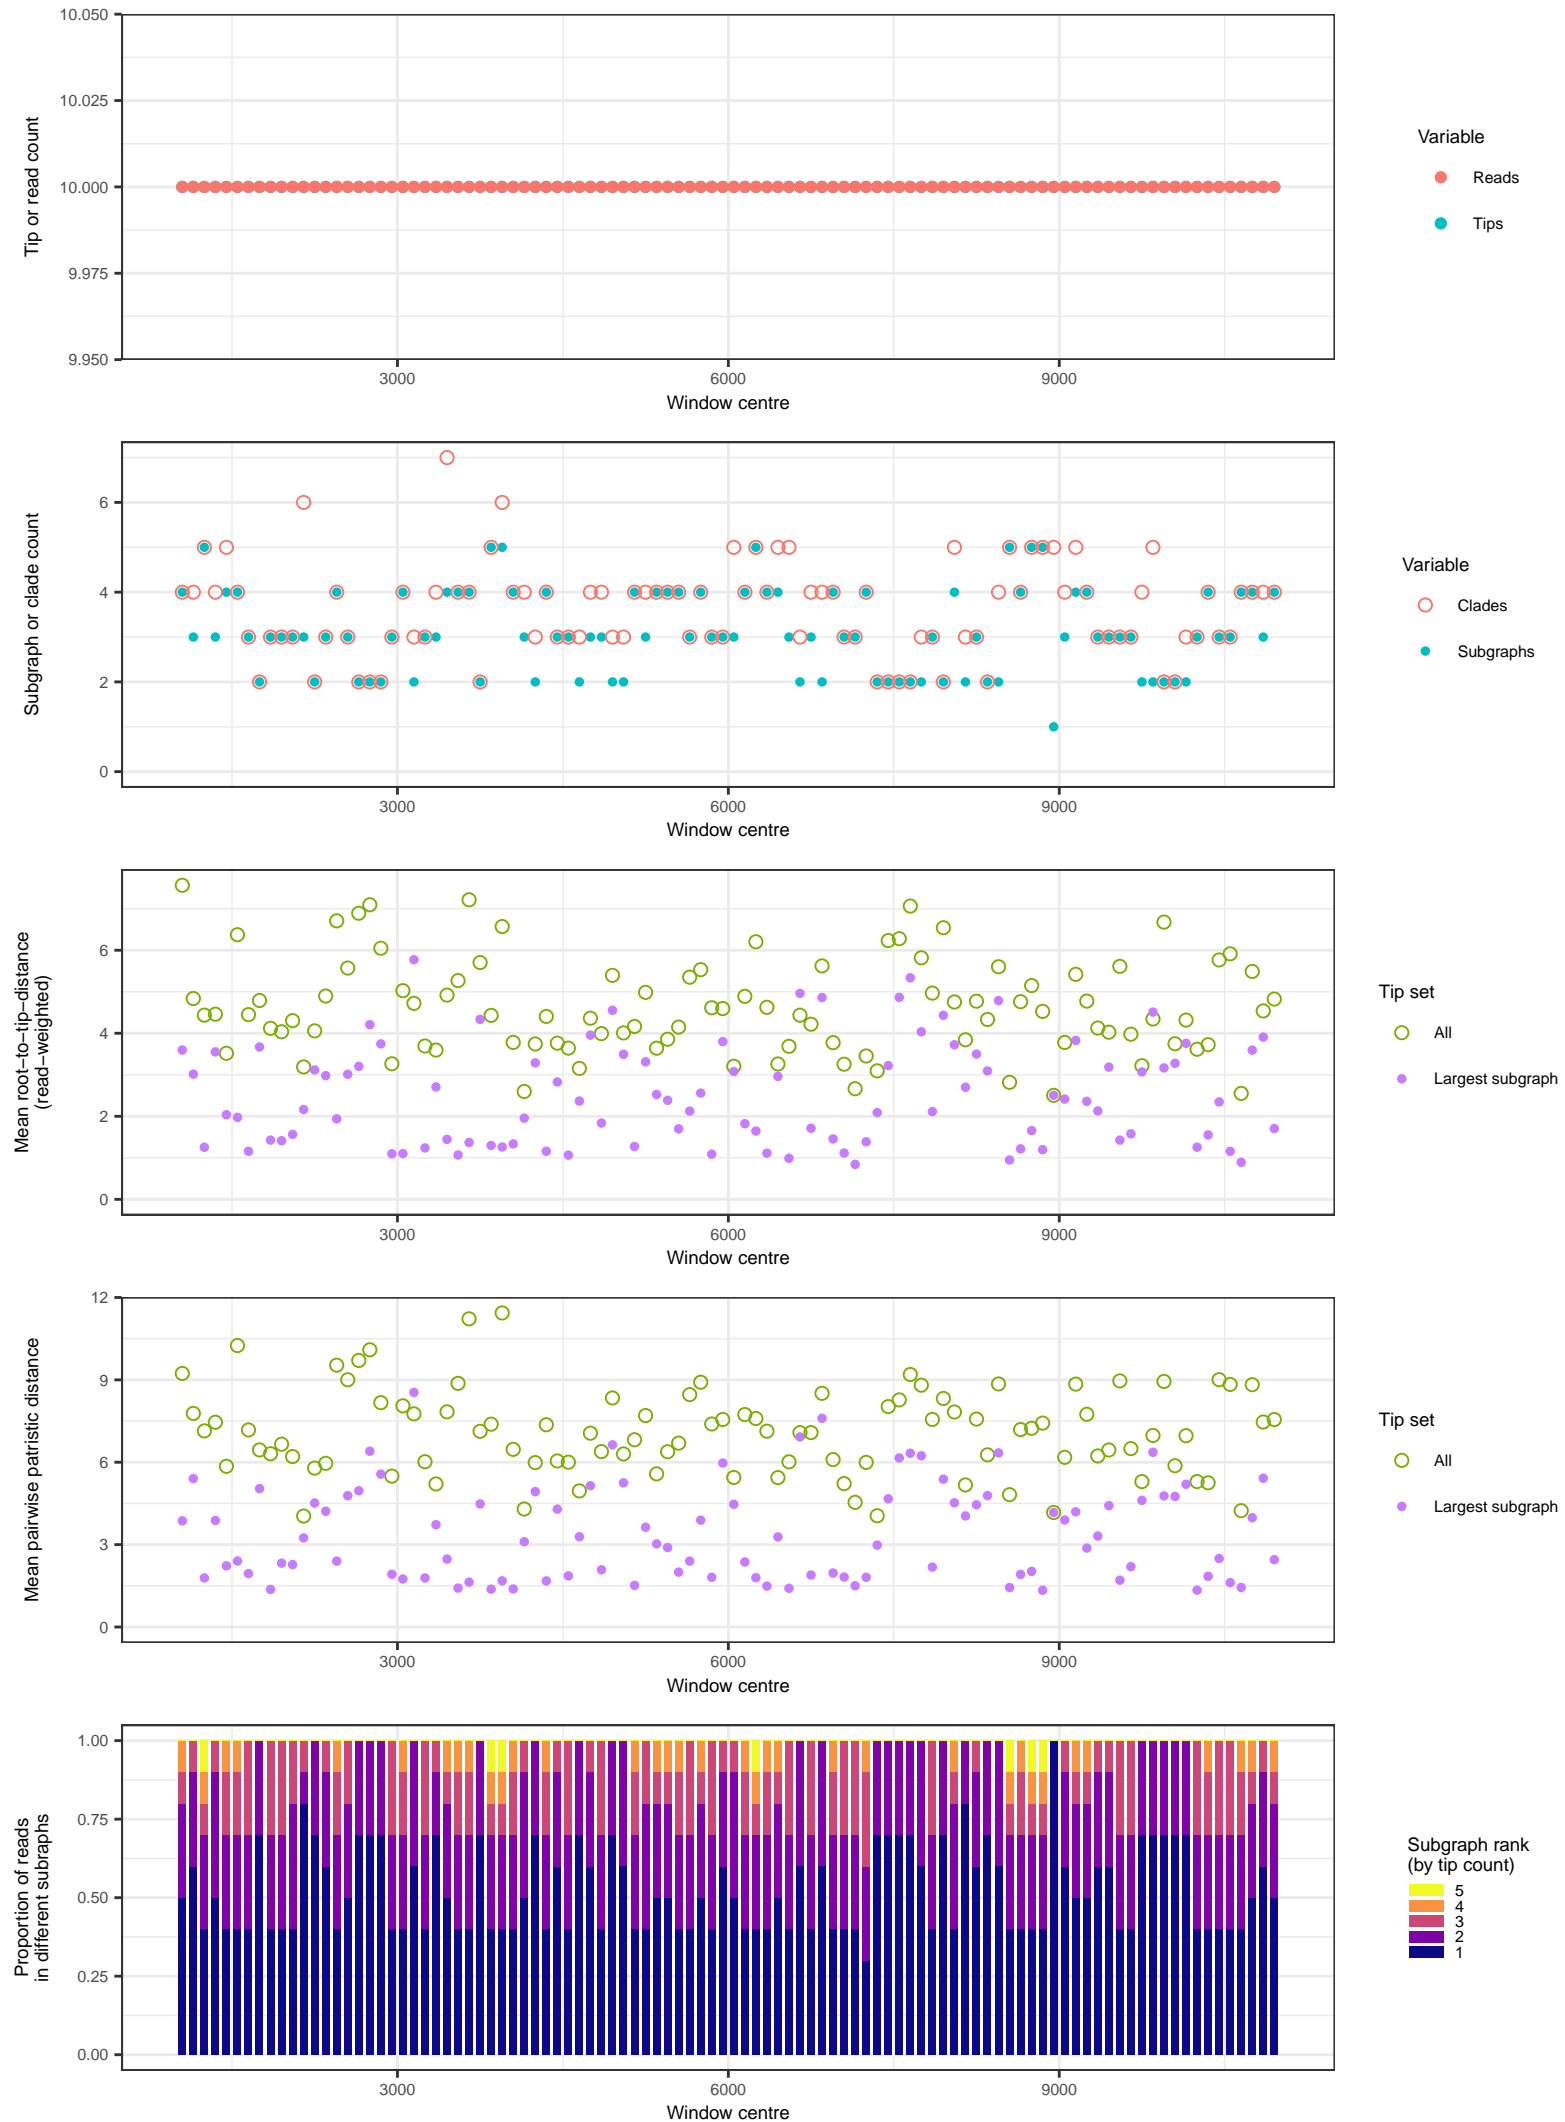 10.050
10.025
10.000
9.975
9.950
Tip or read count
3000
6000
9000
Window centre
Variable
Reads
Tips
6
4
2
0
Subgraph or clade count
3000
6000
9000
Window centre
Variable
Clades
Subgraphs
6
4
2
0
Mean root−to−tip−distance
(read−weighted)
3000
6000
9000
Window centre
Tip set
All
Largest subgraph
12
9
6
3
0
Mean pairwise patristic distance
3000
6000
9000
Window centre
Tip set
All
Largest subgraph
1.00
0.75
0.50
0.25
0.00
Proportion of reads
in different subraphs
3000
6000
9000
Window centre
Subgraph rank
(by tip count)
5
4
3
2
1